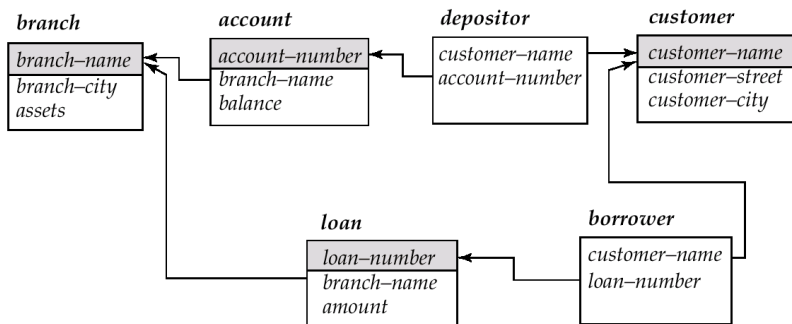 branch
branch–name
branch–city
assets
account
account–number
branch–name
balance
depositor
customer–name
account–number
customer
customer–name
customer–street
customer–city
loan
loan–number
branch–name
amount
borrower
customer–name
loan–number